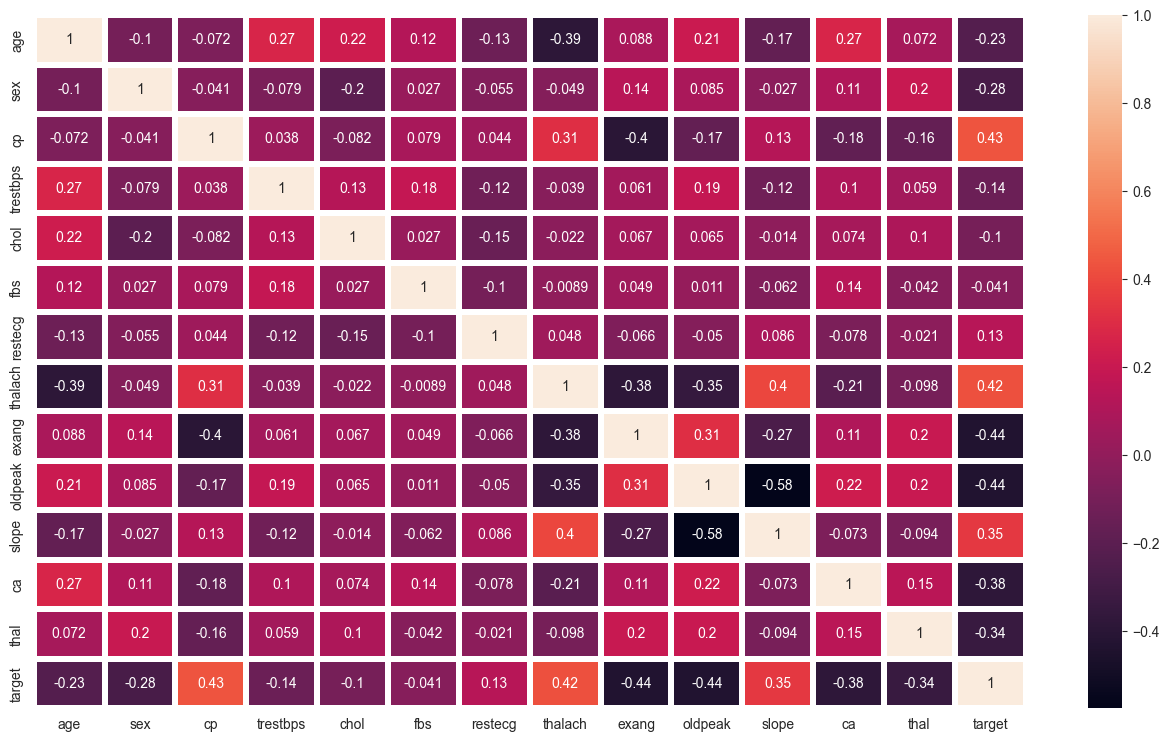 age 1 -0.1 -0.072 0.27 0.22 0.12 -0.13 -0.39 0.088 0.21 -0.17 0.27 0.072 -0.23
sex -0.1 1 -0.041 -0.079 -0.2 0.027 -0.055 -0.049 0.14 0.085 -0.027 0.11 0.2 -0.28
cp -0.072 -0.041 1 0.038 -0.082 0.079 0.044 0.31 -0.4 -0.17 0.13 -0.18 -0.16 0.43
trestbps 0.27 -0.079 0.038 1 0.13 0.18 -0.12 -0.039 0.061 0.19 -0.12 0.1 0.059 -0.14
chol 0.22 -0.2 -0.082 0.13 1 0.027 -0.15 -0.022 0.067 0.065 -0.014 0.074 0.1 -0.1
fbs 0.12 0.027 0.079 0.18 0.027 1 -0.1 -0.0089 0.049 0.011 -0.062 0.14 -0.042 -0.041
restecg -0.13 -0.055 0.044 -0.12 -0.15 -0.1 1 0.048 -0.066 -0.05 0.086 -0.078 -0.021 0.13
thalach -0.39 -0.049 0.31 -0.039 -0.022 -0.0089 0.048 1 -0.38 -0.35 0.4 -0.21 -0.098 0.42
exang 0.088 0.14 -0.4 0.061 0.067 0.049 -0.066 -0.38 1 0.31 -0.27 0.11 0.2 -0.44
oldpeak 0.21 0.085 -0.17 0.19 0.065 0.011 -0.05 -0.35 0.31 1 -0.58 0.22 0.2 -0.44
slope -0.17 -0.027 0.13 -0.12 -0.014 -0.062 0.086 0.4 -0.27 -0.58 1 -0.073 -0.094 0.35
ca 0.27 0.11 -0.18 0.1 0.074 0.14 -0.078 -0.21 0.11 0.22 -0.073 1 0.15 -0.38
thal 0.072 0.2 -0.16 0.059 0.1 -0.042 -0.021 -0.098 0.2 0.2 -0.094 0.15 1 -0.34
target -0.23 -0.28 0.43 -0.14 -0.1 -0.041 0.13 0.42 -0.44 -0.44 0.35 -0.38 -0.34 1
age sex cp trestbps chol fbs restecg thalach exang oldpeak slope ca thal target
1.0
0.8
0.6
0.4
0.2
0.0
-0.2
-0.4